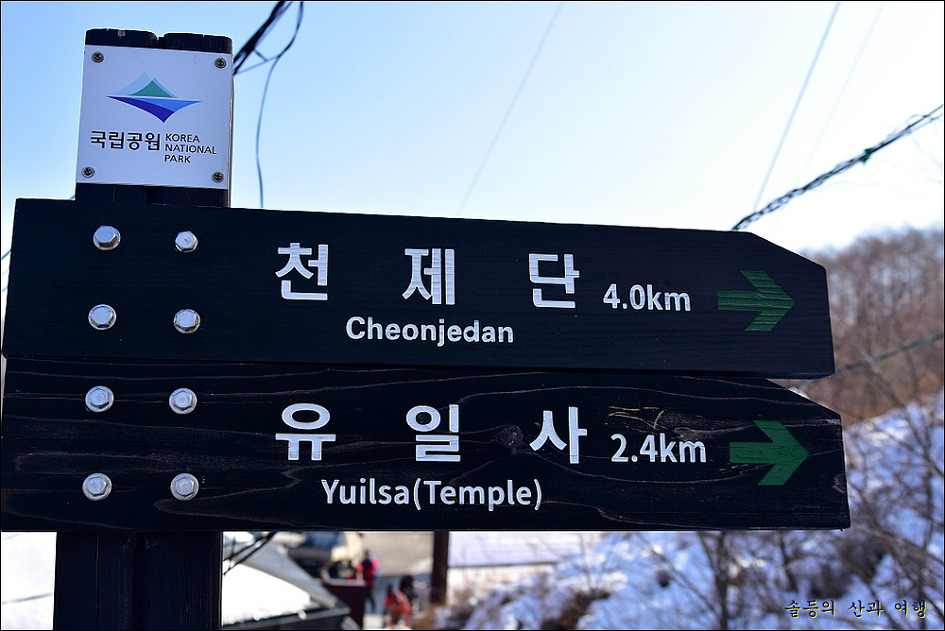 국립공원 KOREA
NATIONAL
PARK
천 제 단 4.0km
Cheonjedan
유 일 사 2.4km
Yuilsa(Temple)
솔등의 산과 여행